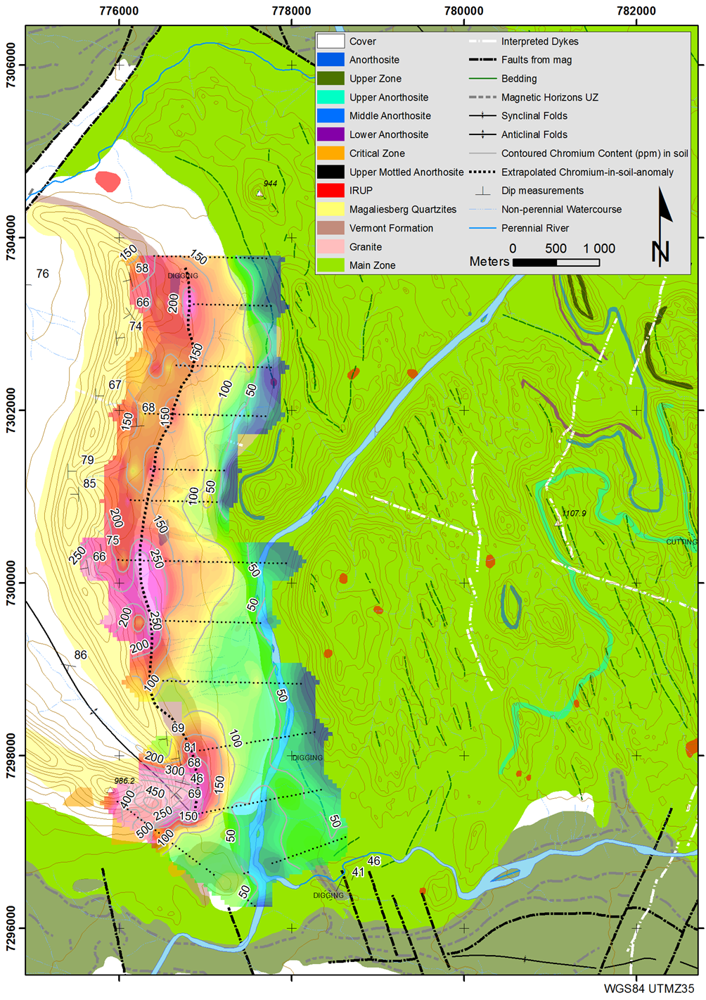 776000 778000 780000 782000
7306000
7304000
7302000
7300000
7298000
7296000
Cover
Anorthosite
Upper Zone
Upper Anorthosite
Middle Anorthosite
Lower Anorthosite
Critical Zone
Upper Mottled Anorthosite
IRUP
Magaliesberg Quartzites
Vermont Formation
Granite
Main Zone
Interpreted Dykes
Faults from mag
Bedding
Magnetic Horizons UZ
Synclinal Folds
Anticlinal Folds
Contoured Chromium Content (ppm) in soil
Extrapolated Chromium-in-soil-anomaly
Dip measurements
Non-perennial Watercourse
Perennial River
0 500 1 000
Meters
N
944
150 150
58
76
DIGGING
66 200
74
150
67 100 50
68
150 150
79
85
50
100
200 150
1107.9
75
CUTTING
250 66 250
50
50
200 250
200
86
100
50
69
100
81
200 68
DIGGING
300 46
986.2
150
450 69
400
250 150
50
500 100 50
46
41
50
DIGGING
WGS84 UTMZ35